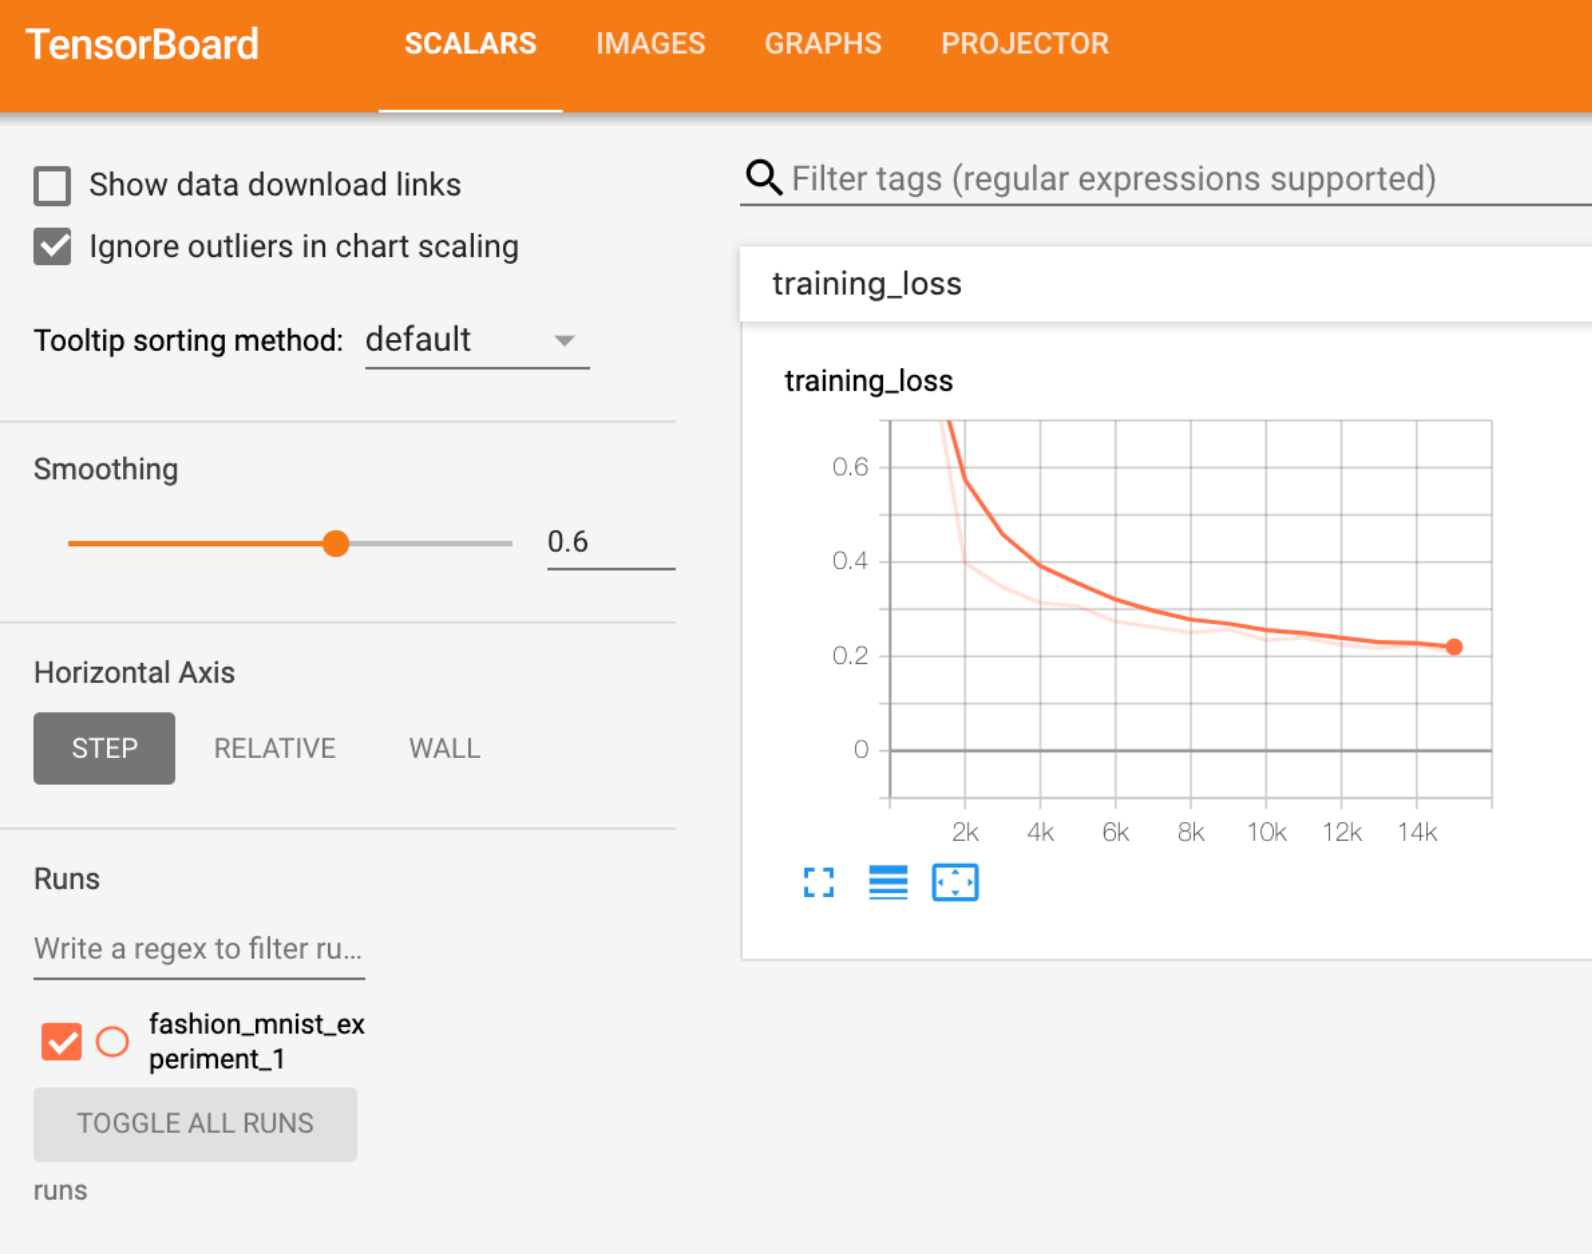 TensorBoard SCALARS IMAGES GRAPHS PROJECTOR
Show data download links
Ignore outliers in chart scaling
Tooltip sorting method: default
Smoothing
0.6
Horizontal Axis
STEP RELATIVE WALL
Runs
Write a regex to filter ru...
fashion_mnist_ex
periment_1
TOGGLE ALL RUNS
runs
Filter tags (regular expressions supported)
training_loss
training_loss
0.6
0.4
0.2
0
2k 4k 6k 8k 10k 12k 14k